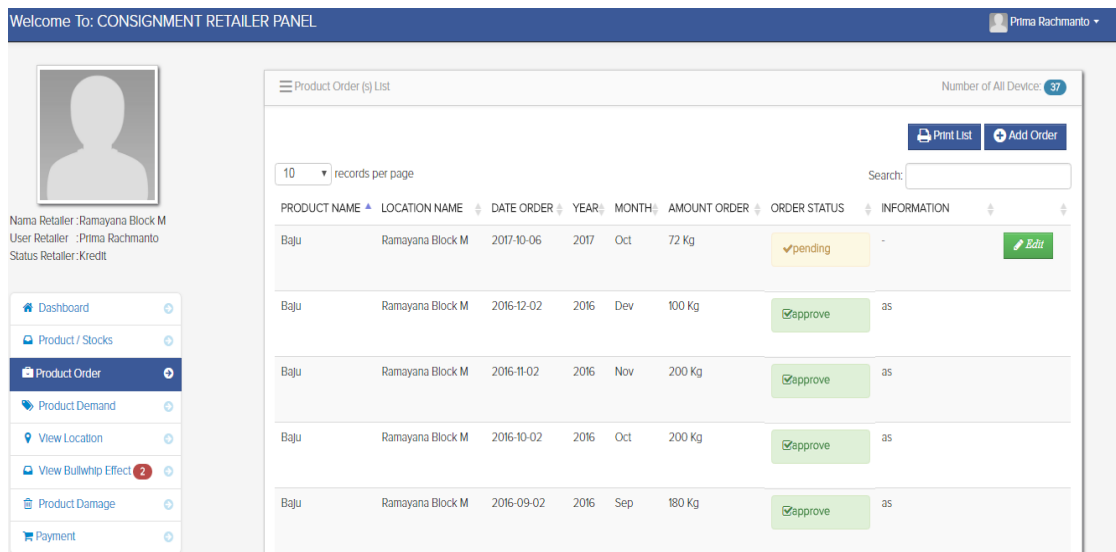 Welcome To: CONSIGNMENT RETAILER PANEL
Prima Rachmanto
Nama Retailer :Ramayana Block M
User Retailer :Prima Rachmanto
Status Retailer:Kredit
Dashboard
Product / Stocks
Product Order
Product Demand
View Location
View Bullwhip Effect 2
Product Damage
Payment
Product Order (s) List
Number of All Device: 37
Print List Add Order
10 records per page
Search:
PRODUCT NAME LOCATION NAME DATE ORDER YEAR MONTH AMOUNT ORDER ORDER STATUS INFORMATION
Baju Ramayana Block M 2017-10-06 2017 Oct 72 Kg pending - Edit
Baju Ramayana Block M 2016-12-02 2016 Dev 100 Kg approve as
Baju Ramayana Block M 2016-11-02 2016 Nov 200 Kg approve as
Baju Ramayana Block M 2016-10-02 2016 Oct 200 Kg approve as
Baju Ramayana Block M 2016-09-02 2016 Sep 180 Kg approve as